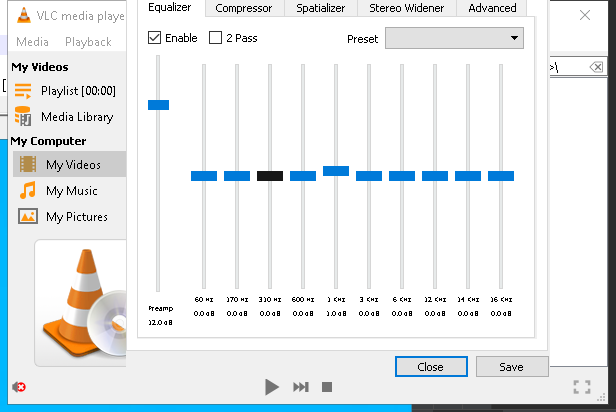 VLC media playe
Media Playback
My Videos
Playlist [00:00]
Media Library
My Computer
My Videos
My Music
My Pictures
Equalizer Compressor Spatializer Stereo Widener Advanced
Enable 2 Pass Preset
60 Hz 170 Hz 310 Hz 600 Hz 1 KHz 3 KHz 6 KHz 12 KHz 14 KHz 16 KHz
Preamp 0.0 dB 0.0 dB 0.0 dB 0.0 dB 1.0 dB 0.0 dB 0.0 dB 0.0 dB 0.0 dB 0.0 dB
12.0 dB
Close Save